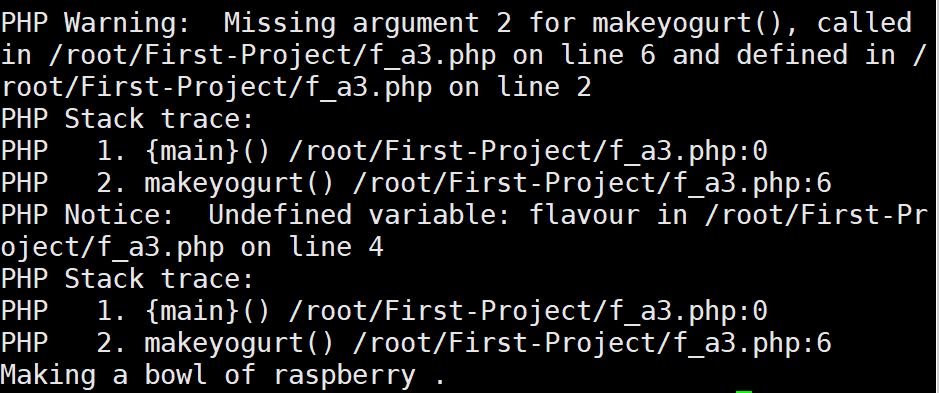 PHP Warning:  Missing argument 2 for makeyogurt(), called
in /root/First-Project/f_a3.php on line 6 and defined in /
root/First-Project/f_a3.php on line 2
PHP Stack trace:
PHP   1. {main}() /root/First-Project/f_a3.php:0
PHP   2. makeyogurt() /root/First-Project/f_a3.php:6
PHP Notice:  Undefined variable: flavour in /root/First-Pr
oject/f_a3.php on line 4
PHP Stack trace:
PHP   1. {main}() /root/First-Project/f_a3.php:0
PHP   2. makeyogurt() /root/First-Project/f_a3.php:6
Making a bowl of raspberry .